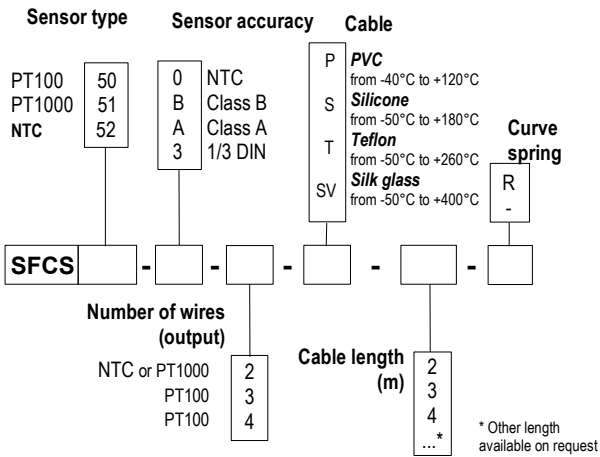 Sensor type
PT100 50
PT1000 51
NTC 52
Sensor accuracy
0 NTC
B Class B
A Class A
3 1/3 DIN
Cable
P PVC
from -40°C to +120°C
S Silicone
from -50°C to +180°C
T Teflon
from -50°C to +260°C
SV Silk glass
from -50°C to +400°C
Curve
spring
R
-
SFCS - - - - -
Number of wires
(output)
NTC or PT1000 2
PT100 3
PT100 4
Cable length
(m)
2
3
4
...*
* Other length
available on request